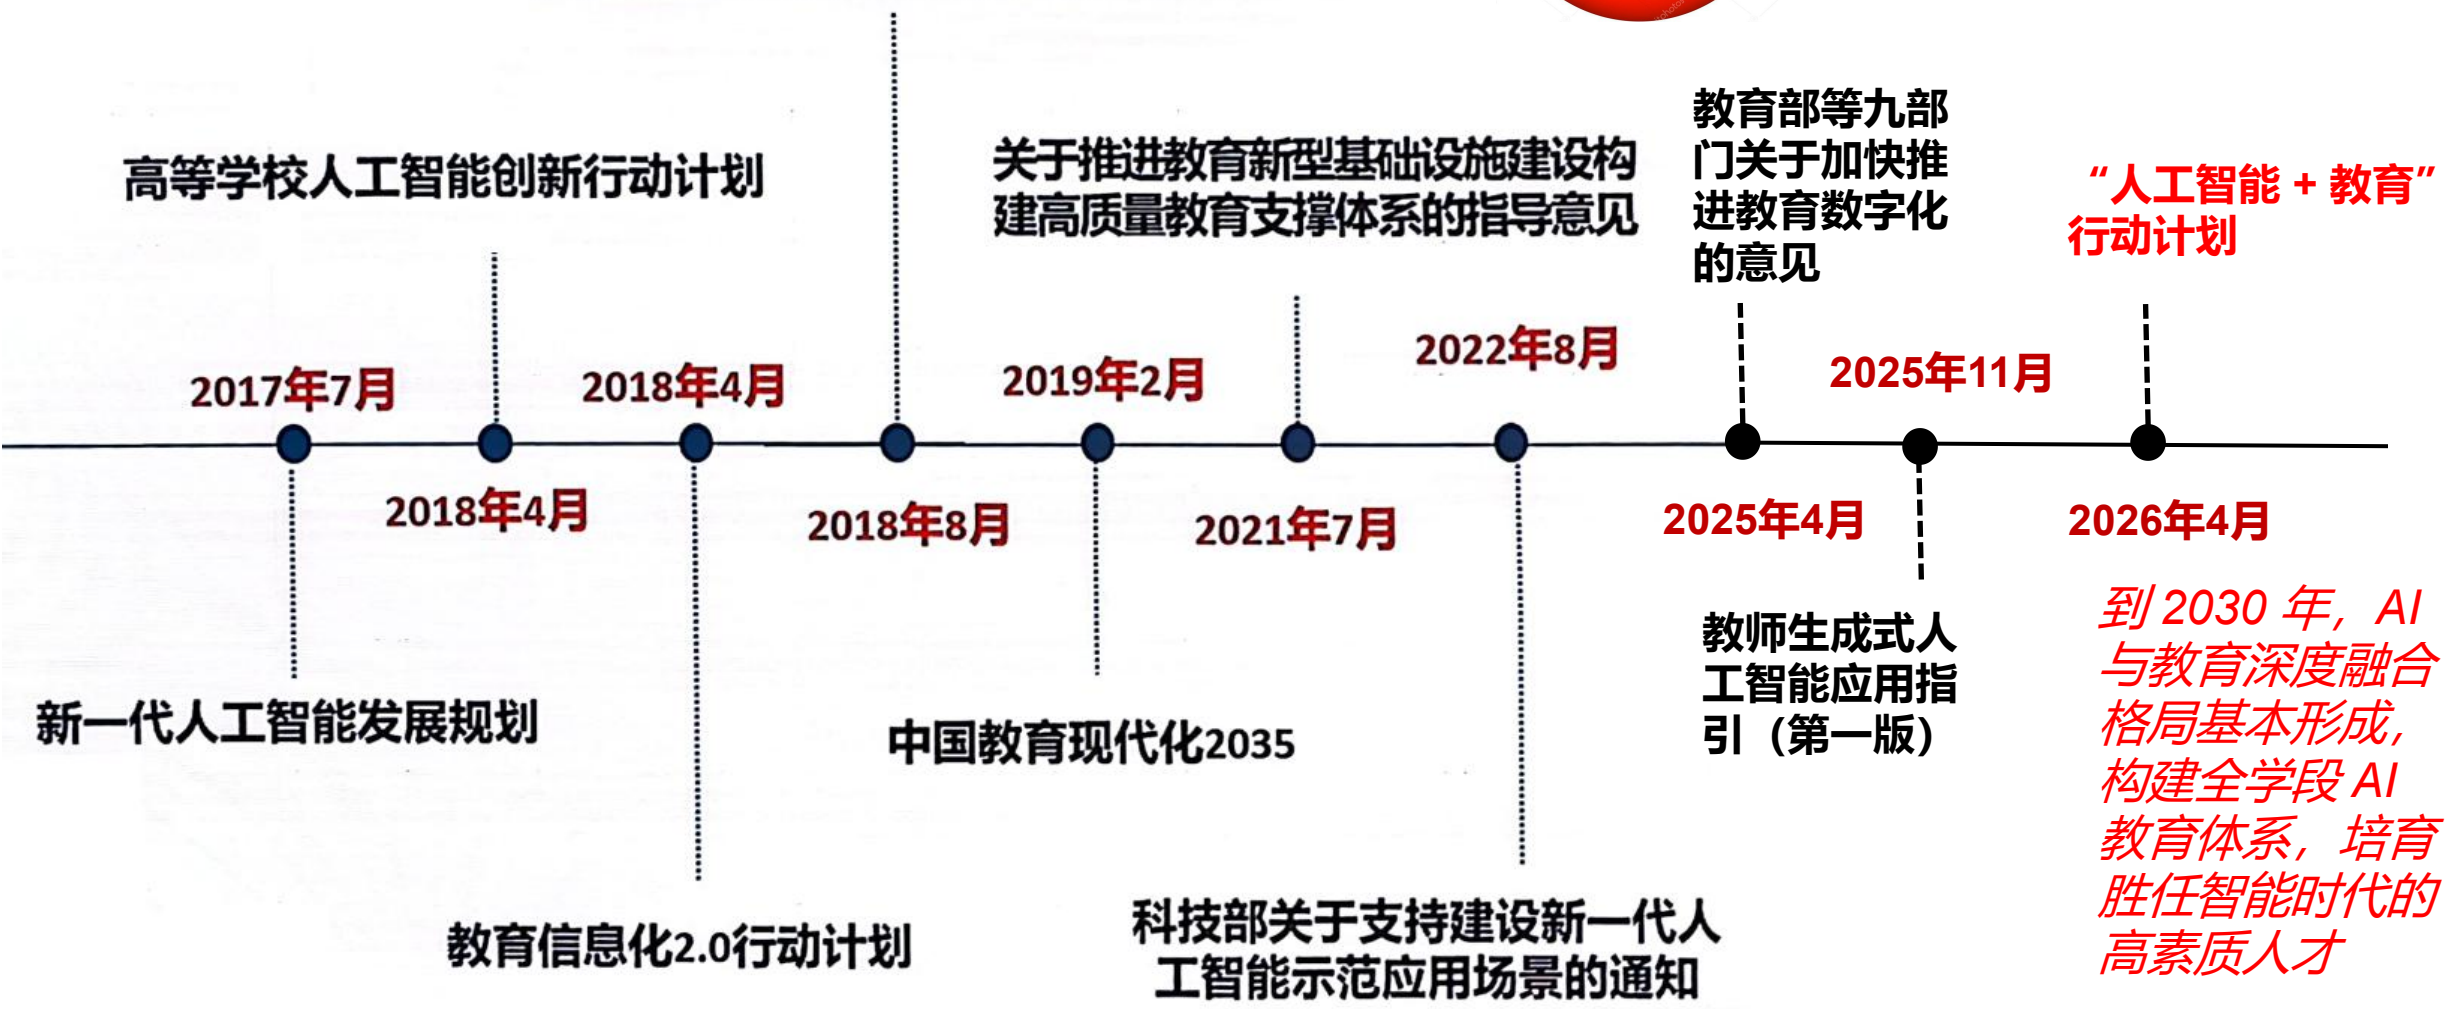 高等学校人工智能创新行动计划
关于推进教育新型基础设施建设构
建高质量教育支撑体系的指导意见
教育部等九部
门关于加快推
进教育数字化
的意见
“人工智能 + 教育”
行动计划
2017年7月
2018年4月
2019年2月
2022年8月
2025年11月
2018年4月
2018年8月
2021年7月
2025年4月
2026年4月
新一代人工智能发展规划
中国教育现代化2035
教师生成式人
工智能应用指
引（第一版）
到 2030 年，AI
与教育深度融合
格局基本形成，
构建全学段 AI
教育体系，培育
胜任智能时代的
高素质人才
教育信息化2.0行动计划
科技部关于支持建设新一代人
工智能示范应用场景的通知